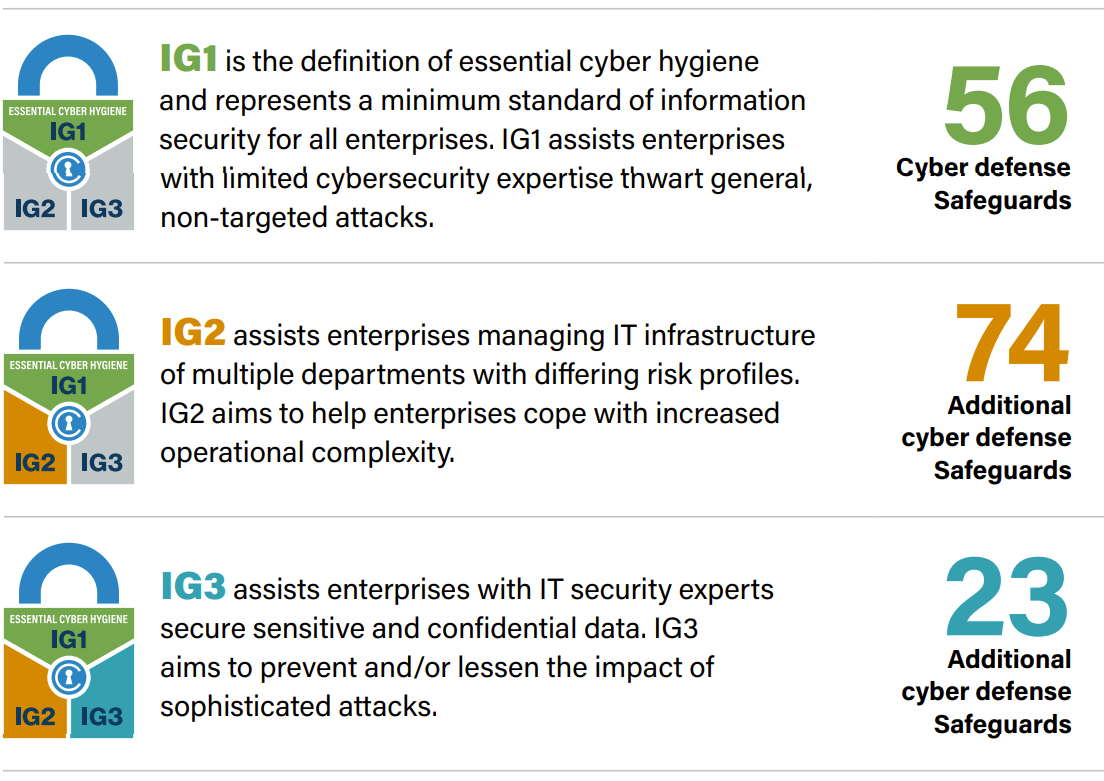 ESSENTIAL CYBER HYGIENE
IG1
IG2 IG3
IG1 is the definition of essential cyber hygiene
and represents a minimum standard of information
security for all enterprises. IG1 assists enterprises
with limited cybersecurity expertise thwart general,
non-targeted attacks.
56
Cyber defense
Safeguards
ESSENTIAL CYBER HYGIENE
IG1
IG2 IG3
IG2 assists enterprises managing IT infrastructure
of multiple departments with differing risk profiles.
IG2 aims to help enterprises cope with increased
operational complexity.
74
Additional
cyber defense
Safeguards
ESSENTIAL CYBER HYGIENE
IG1
IG2 IG3
IG3 assists enterprises with IT security experts
secure sensitive and confidential data. IG3
aims to prevent and/or lessen the impact of
sophisticated attacks.
23
Additional
cyber defense
Safeguards